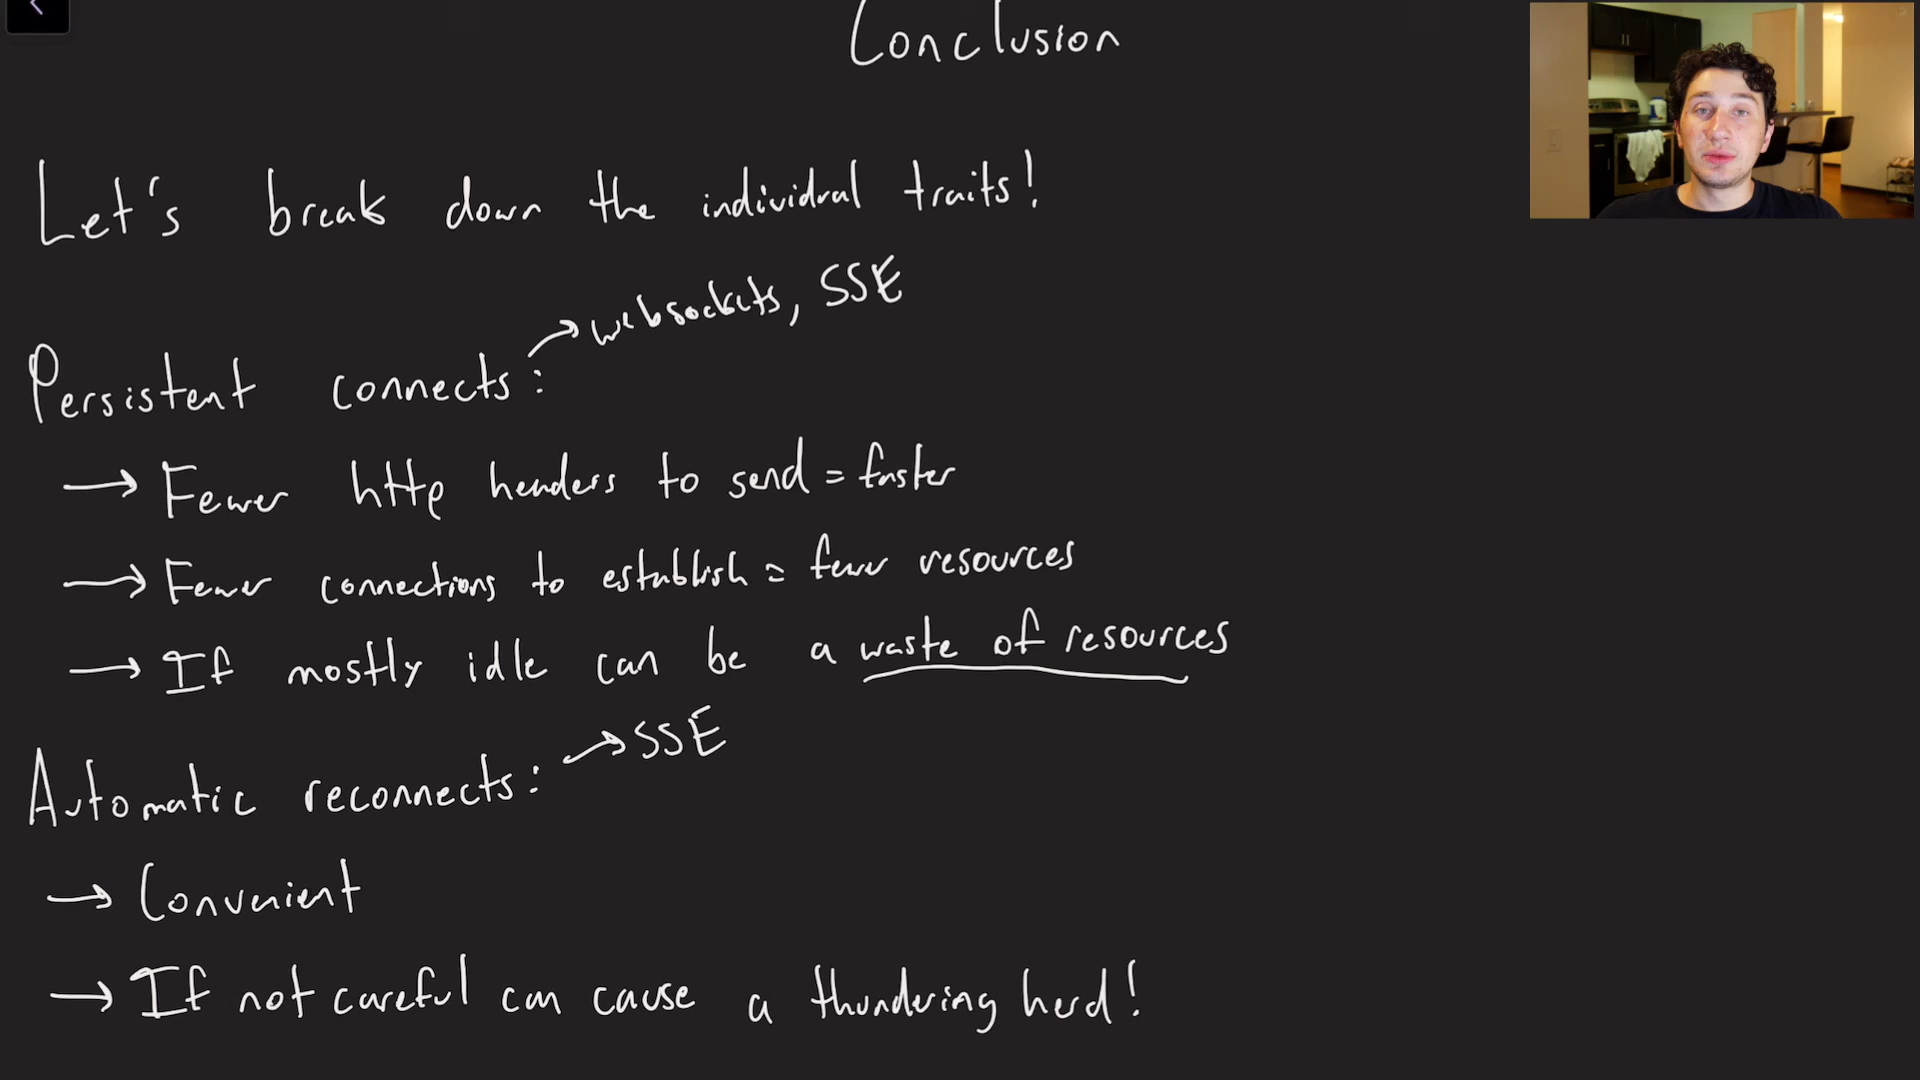 Conclusion
Let's break down the individual traits!
→ websockets, SSE
Persistent connects:
→ Fewer http headers to send = faster
→ Fewer connections to establish = fewer resources
→ If mostly idle can be a waste of resources
→ SSE
Automatic reconnects:
→ Convenient
→ If not careful can cause a thundering herd!